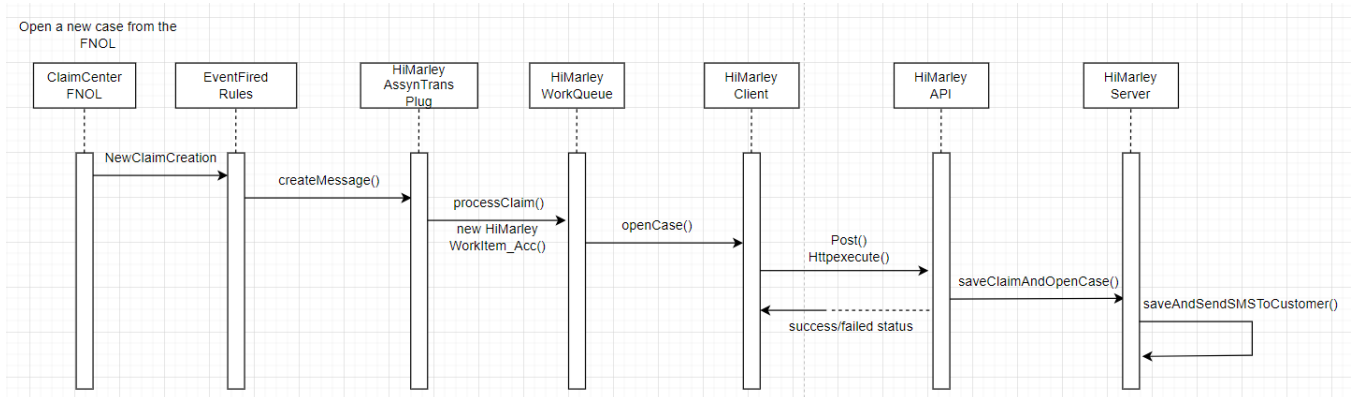 Open a new case from the
FNOL
ClaimCenter
FNOL
EventFired
Rules
HiMarley
AssynTrans
Plug
HiMarley
WorkQueue
HiMarley
Client
HiMarley
API
HiMarley
Server
NewClaimCreation
createMessage()
processClaim()
new HiMarley
WorkItem_Acc()
openCase()
Post()
Httpexecute()
saveClaimAndOpenCase()
success/failed status
saveAndSendSMSToCustomer()